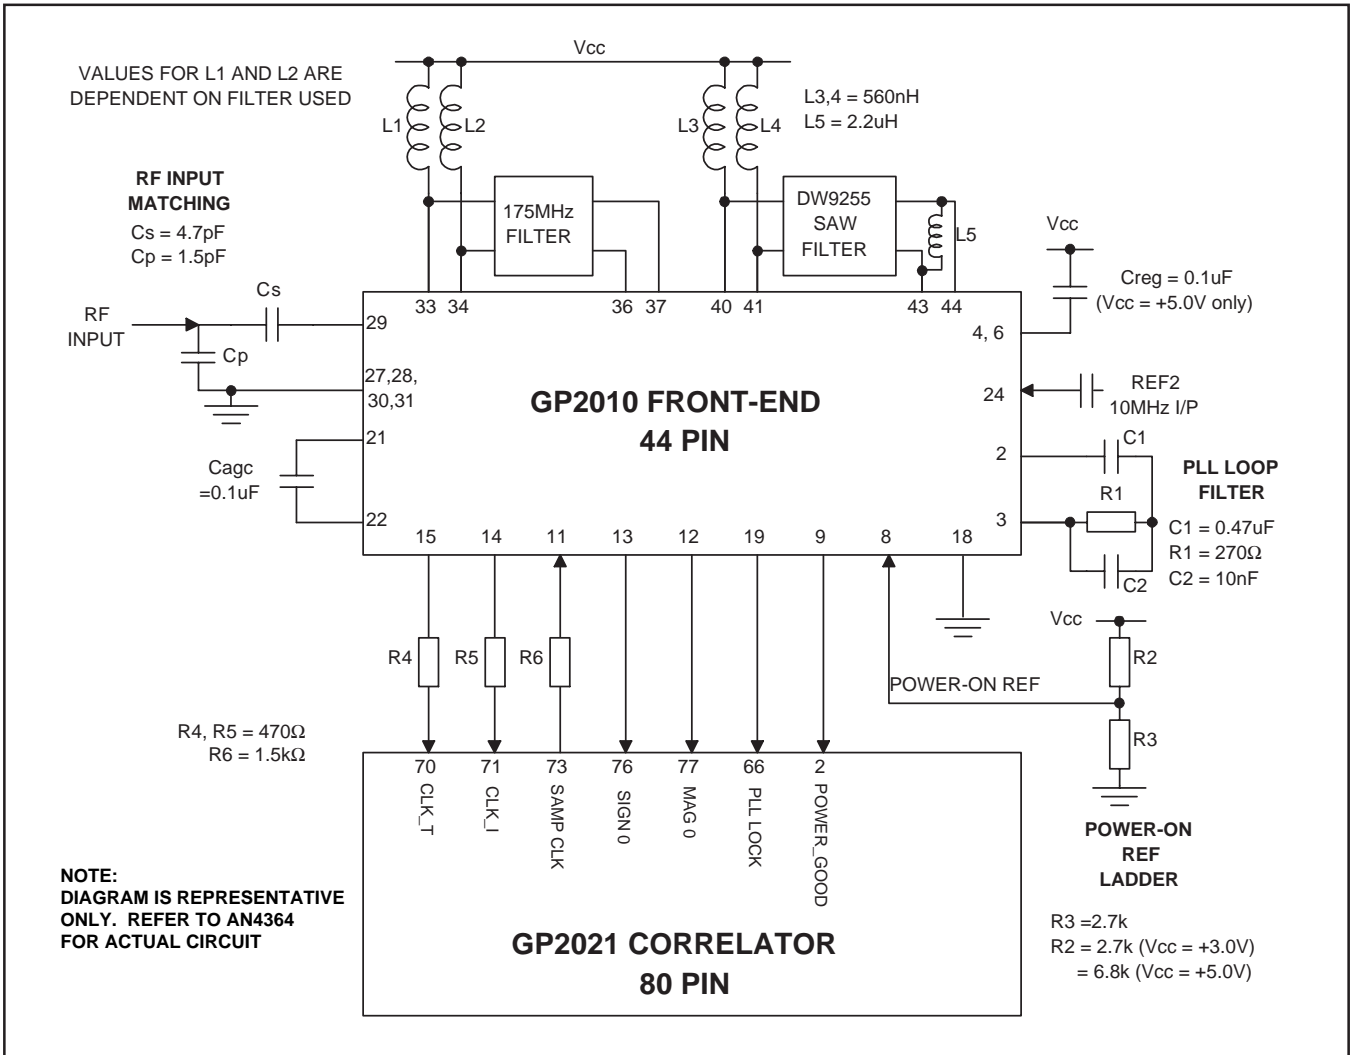 Vcc
VALUES FOR L1 AND L2 ARE
DEPENDENT ON FILTER USED
L1
L2
L3
L4
L3,4 = 560nH
L5 = 2.2uH
RF INPUT
MATCHING
Cs = 4.7pF
Cp = 1.5pF
175MHz
FILTER
DW9255
SAW
FILTER
L5
Vcc
Creg = 0.1uF
(Vcc = +5.0V only)
RF
INPUT
Cs
Cp
33
34
36
37
40
41
43
44
29
27,28,
30,31
21
22
Cagc
=0.1uF
4, 6
24
REF2
10MHz I/P
2
3
C1
R1
C2
PLL LOOP
FILTER
C1 = 0.47uF
R1 = 270Ω
C2 = 10nF
GP2010 FRONT-END
44 PIN
15
14
11
13
12
19
9
8
18
R4
R5
R6
R4, R5 = 470Ω
R6 = 1.5kΩ
POWER-ON REF
Vcc
R2
R3
POWER-ON
REF
LADDER
R3 =2.7k
R2 = 2.7k (Vcc = +3.0V)
= 6.8k (Vcc = +5.0V)
70
71
73
76
77
66
2
CLK_T
CLK_I
SAMP CLK
SIGN 0
MAG 0
PLL LOCK
POWER_GOOD
GP2021 CORRELATOR
80 PIN
NOTE:
DIAGRAM IS REPRESENTATIVE
ONLY. REFER TO AN4364
FOR ACTUAL CIRCUIT